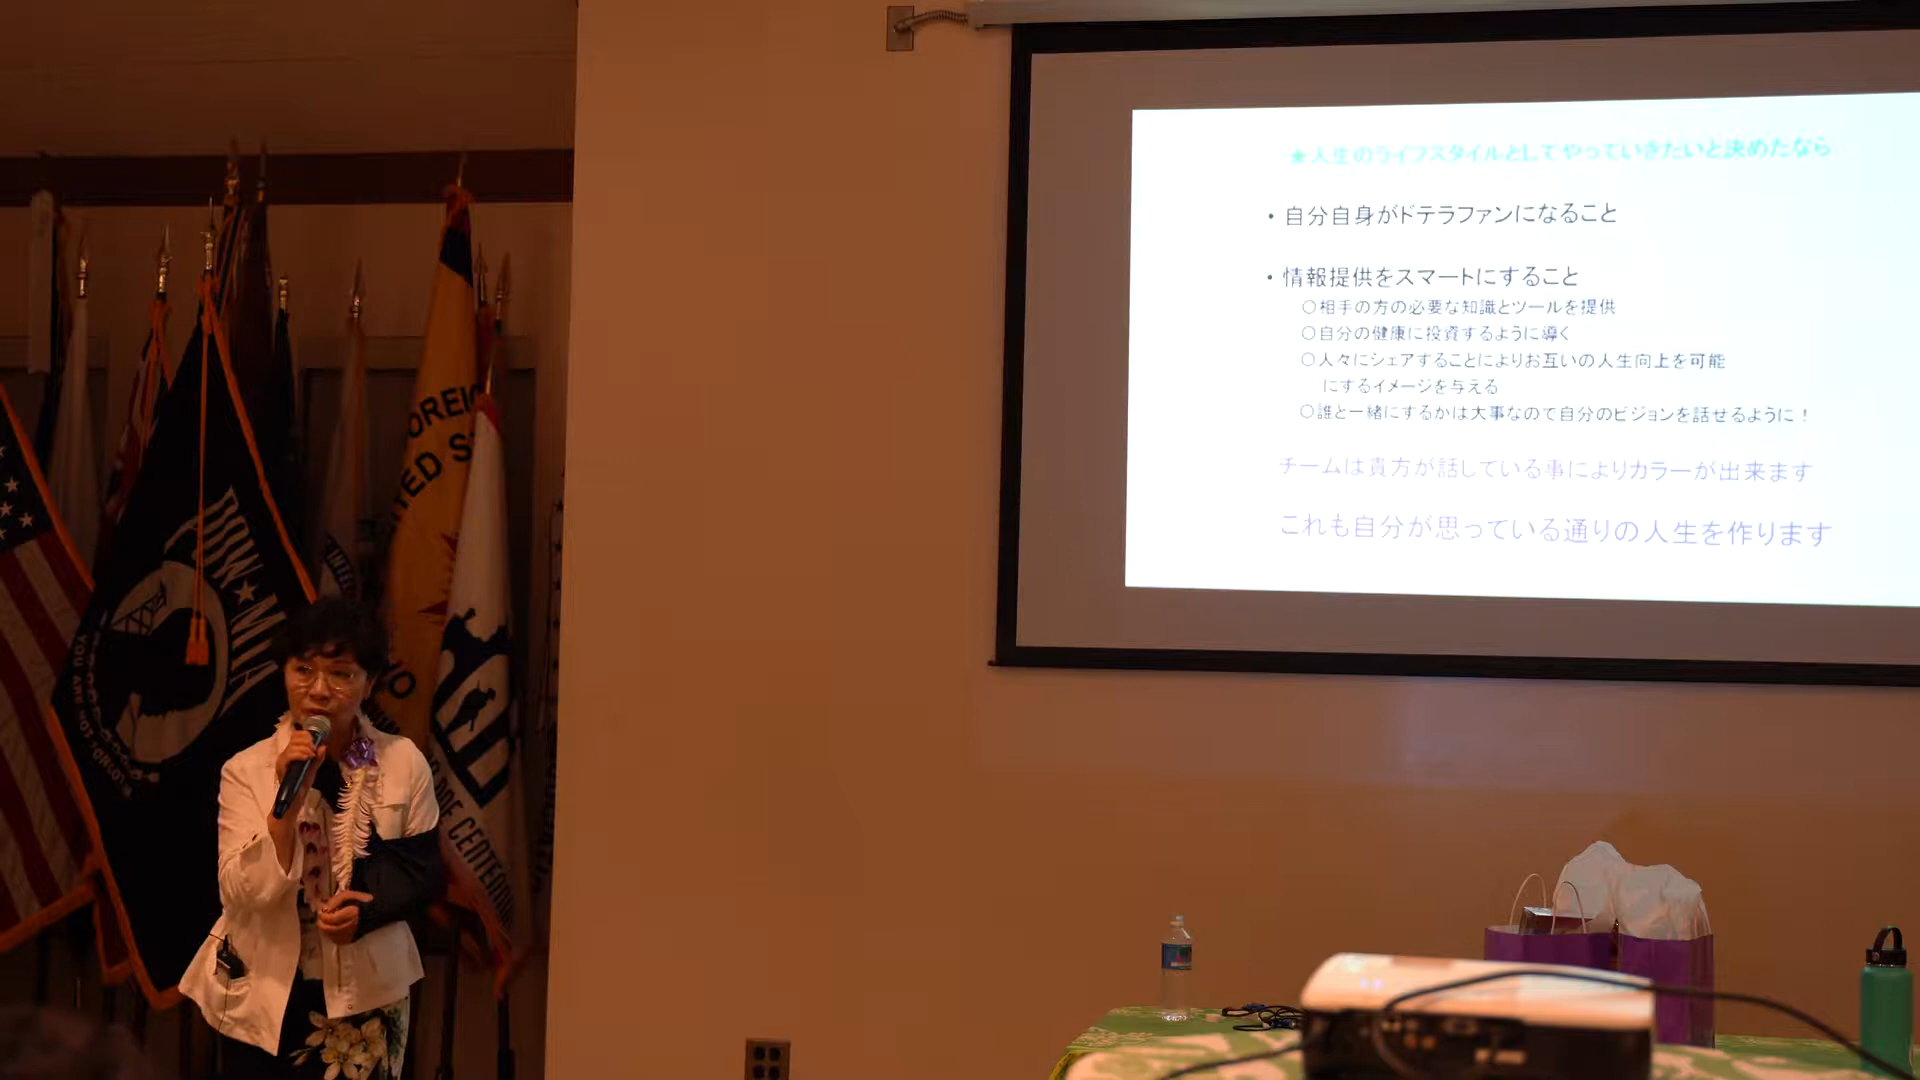 ★人生のライフスタイルとしてやっていきたいと決めたなら
・自分自身がドテラファンになること
・情報提供をスマートにすること
○相手の方の必要な知識とツールを提供
○自分の健康に投資するように導く
○人々にシェアすることによりお互いの人生向上を可能
にするイメージを与える
○誰と一緒にするかは大事なので自分のビジョンを話せるように！
チームは貴方が話している事によりカラーが出来ます
これも自分が思っている通りの人生を作ります
POW★MIA
YOU ARE NOT
CENTENN